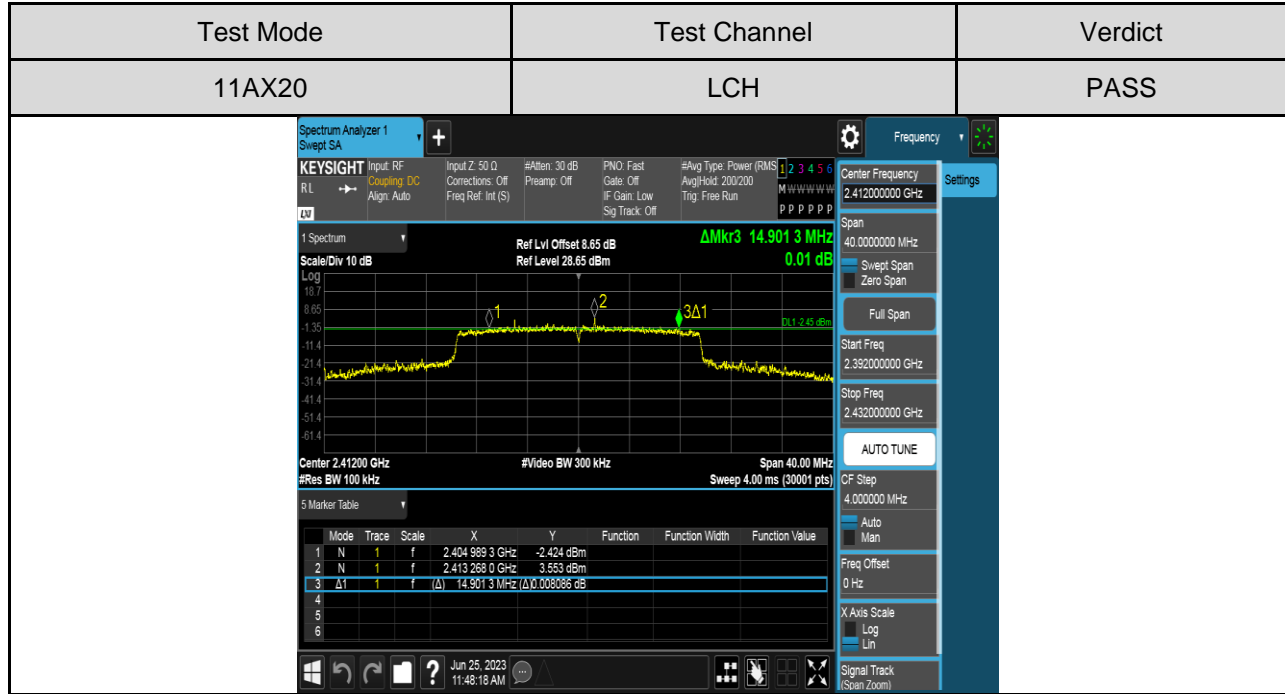 Test Mode Test Channel Verdict
11AX20 LCH PASS
Spectrum Analyzer 1
Swept SA
+
Frequency
KEYSIGHT Input: RF Input Z: 50 Ω #Atten: 30 dB PNO: Fast #Avg Type: Power (RMS 1 2 3 4 5 6
RL Coupling: DC Corrections: Off Preamp: Off Gate: Off Avg|Hold: 200/200 M W W W W W
Align: Auto Freq Ref: Int (S) IF Gain: Low Trig: Free Run
LXI Sig Track: Off P P P P P P
1 Spectrum
Ref Lvl Offset 8.65 dB ΔMkr3 14.901 3 MHz
Scale/Div 10 dB Ref Level 28.65 dBm 0.01 dB
Log
18.7
8.65
-1.35
-11.4
-21.4
-31.4
-41.4
-51.4
-61.4
1
2
3Δ1
DL1 -2.45 dBm
Center 2.41200 GHz #Video BW 300 kHz Span 40.00 MHz
#Res BW 100 kHz Sweep 4.00 ms (30001 pts)
5 Marker Table
Mode Trace Scale X Y Function Function Width Function Value
1 N 1 f 2.404 989 3 GHz -2.424 dBm
2 N 1 f 2.413 268 0 GHz 3.553 dBm
3 Δ1 1 f (Δ) 14.901 3 MHz (Δ)0.008086 dB
4
5
6
? Jun 25, 2023
11:48:18 AM
Center Frequency
2.412000000 GHz
Settings
Span
40.0000000 MHz
Swept Span
Zero Span
Full Span
Start Freq
2.392000000 GHz
Stop Freq
2.432000000 GHz
AUTO TUNE
CF Step
4.000000 MHz
Auto
Man
Freq Offset
0 Hz
X Axis Scale
Log
Lin
Signal Track
(Span Zoom)